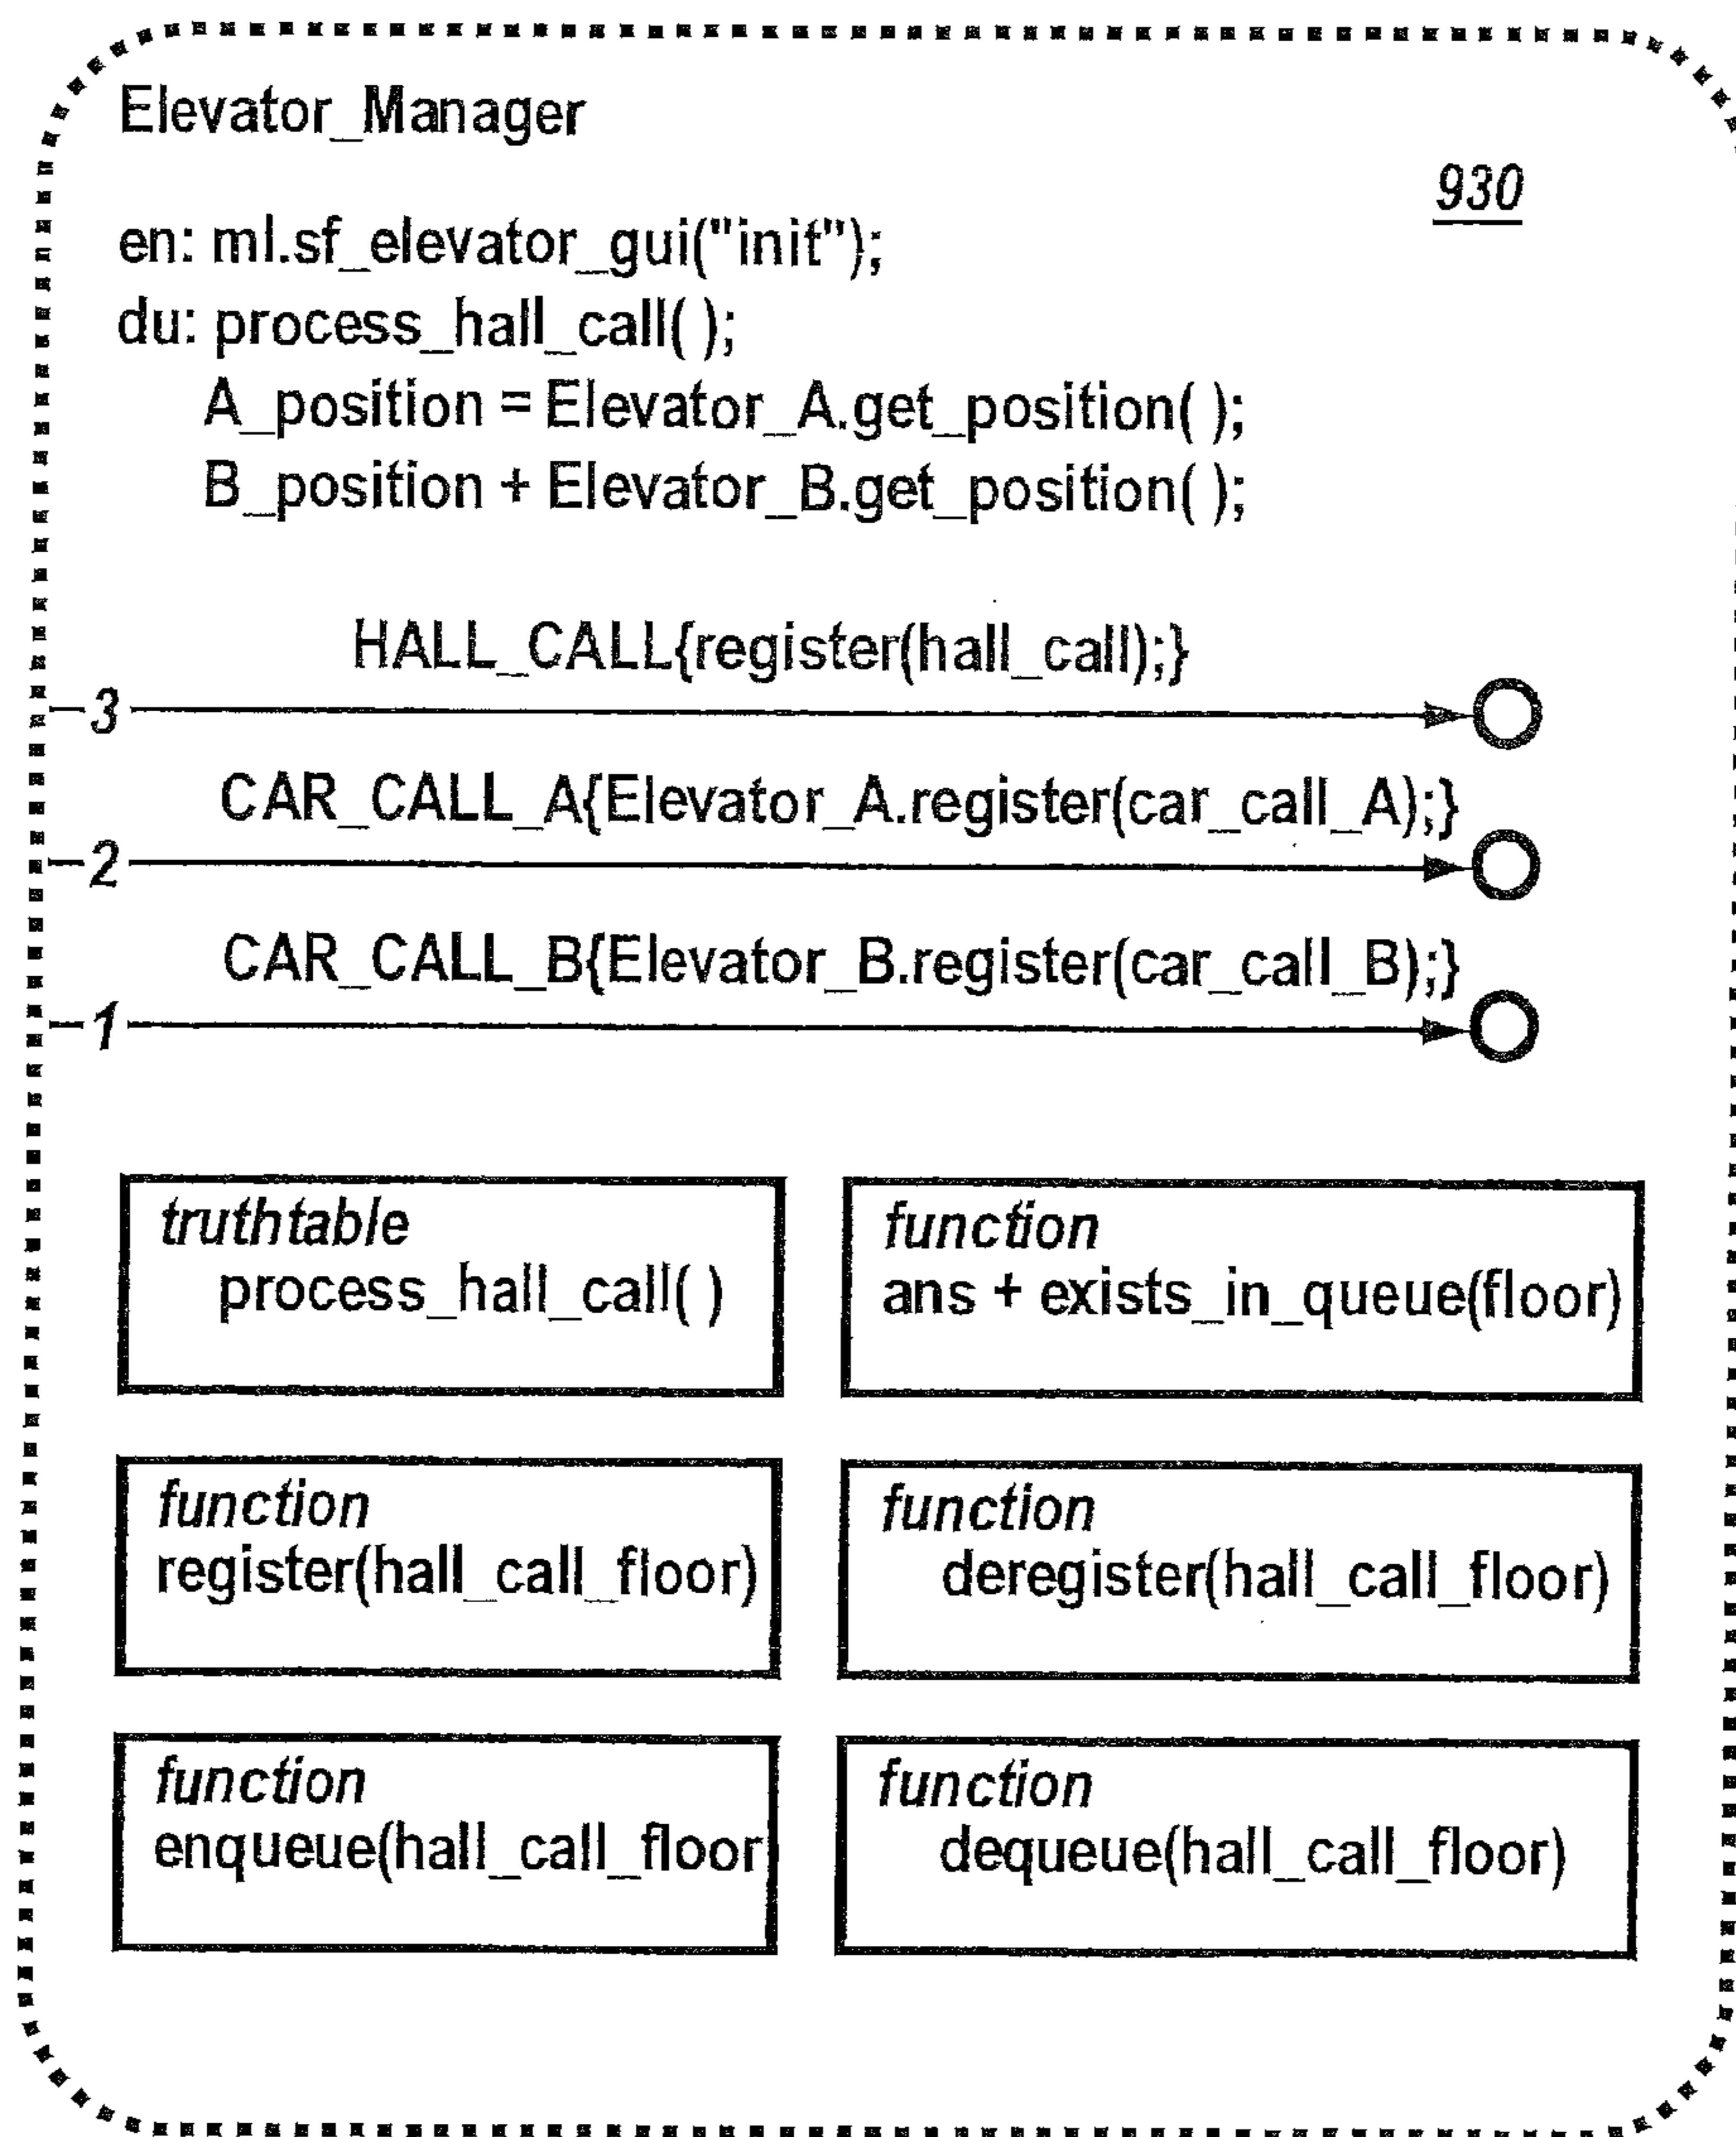 Elevator_Manager
930
en: ml.sf_elevator_gui("init");
du: process_hall_call( );
A_position = Elevator_A.get_position( );
B_position + Elevator_B.get_position( );
HALL_CALL{register(hall_call);}
3
CAR_CALL_A{Elevator_A.register(car_call_A);}
2
CAR_CALL_B{Elevator_B.register(car_call_B);}
1
truthtable
process_hall_call( )
function
ans + exists_in_queue(floor)
function
register(hall_call_floor)
function
deregister(hall_call_floor)
function
enqueue(hall_call_floor
function
dequeue(hall_call_floor)